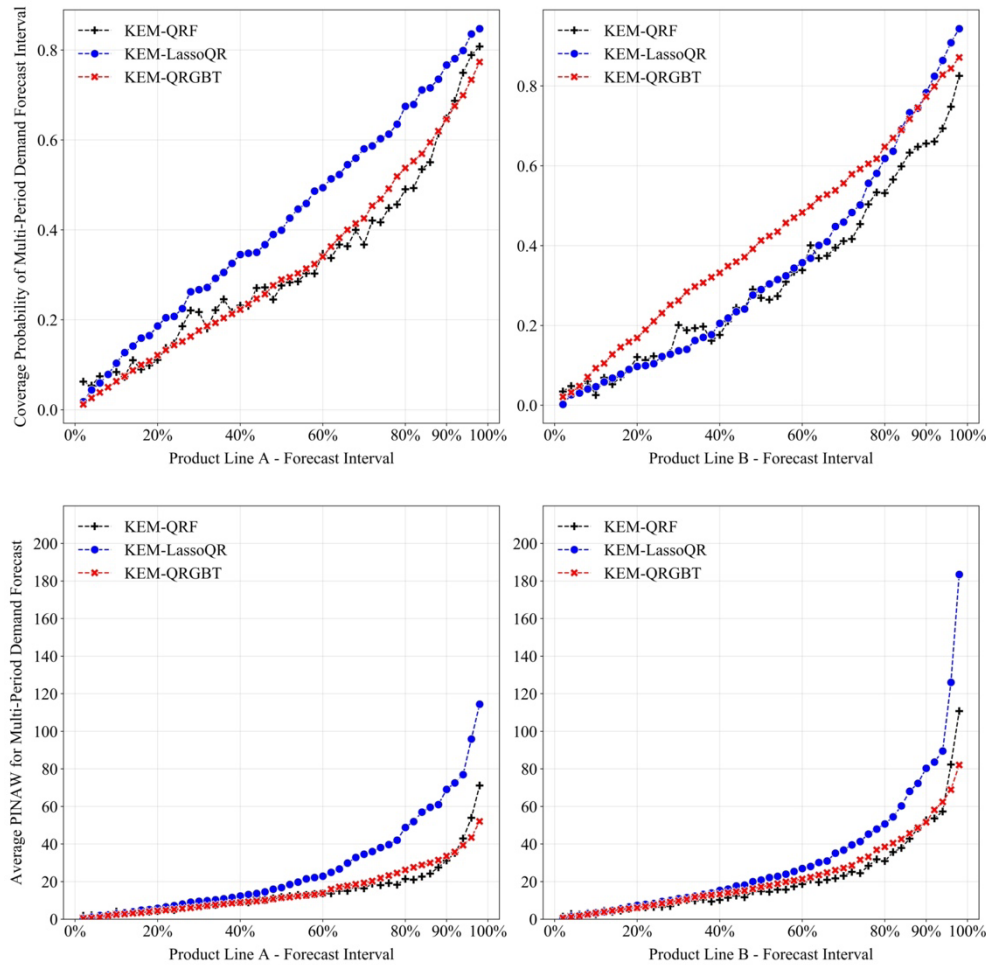 Coverage Probability of Multi-Period Demand Forecast Interval
0.8
0.6
0.4
0.2
0.0
KEM-QRF
KEM-LassoQR
KEM-QRGBT
0% 20% 40% 60% 80% 90% 100%
Product Line A - Forecast Interval
0.8
0.6
0.4
0.2
0.0
KEM-QRF
KEM-LassoQR
KEM-QRGBT
0% 20% 40% 60% 80% 90% 100%
Product Line B - Forecast Interval
Average PINAW for Multi-Period Demand Forecast
200
180
160
140
120
100
80
60
40
20
0
KEM-QRF
KEM-LassoQR
KEM-QRGBT
0% 20% 40% 60% 80% 90% 100%
Product Line A - Forecast Interval
200
180
160
140
120
100
80
60
40
20
0
KEM-QRF
KEM-LassoQR
KEM-QRGBT
0% 20% 40% 60% 80% 90% 100%
Product Line B - Forecast Interval